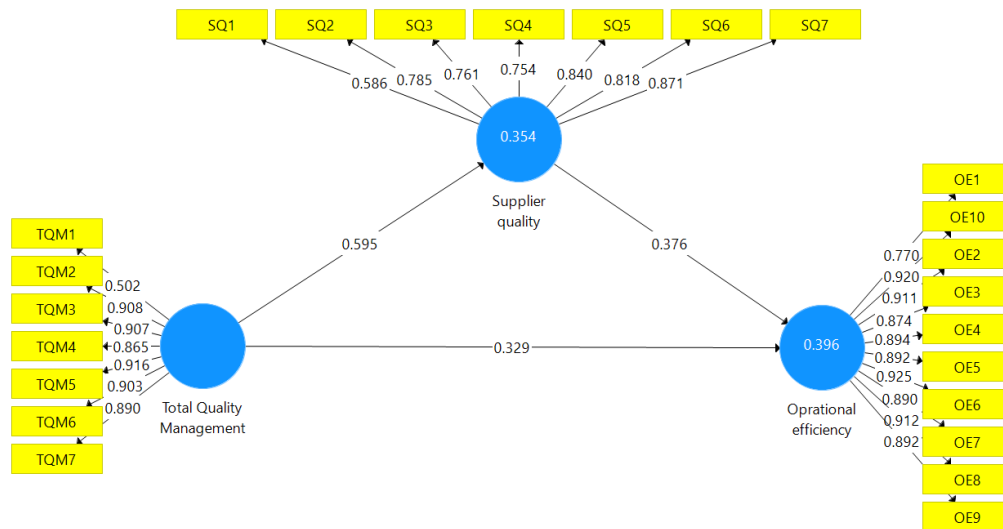 SQ1 SQ2 SQ3 SQ4 SQ5 SQ6 SQ7
0.586 0.785 0.761 0.754 0.840 0.818 0.871
0.354
Supplier
quality
0.595
0.376
TQM1
TQM2
TQM3
TQM4
TQM5
TQM6
TQM7
0.502
0.908
0.907
0.865
0.916
0.903
0.890
Total Quality
Management
0.329
0.396
Oprational
efficiency
0.770
0.920
0.911
0.874
0.894
0.892
0.925
0.890
0.912
0.892
OE1
OE10
OE2
OE3
OE4
OE5
OE6
OE7
OE8
OE9